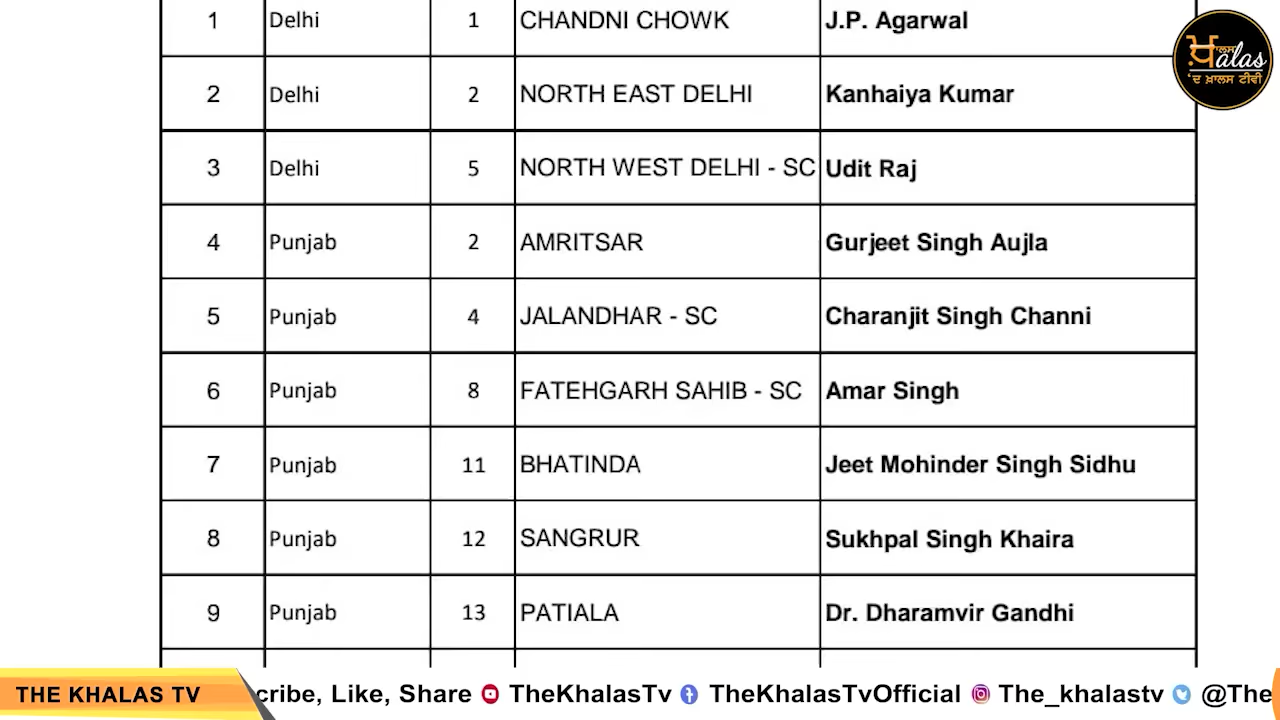 1 Delhi 1 CHANDNI CHOWK J.P. Agarwal
2 Delhi 2 NORTH EAST DELHI Kanhaiya Kumar
3 Delhi 5 NORTH WEST DELHI - SC Udit Raj
4 Punjab 2 AMRITSAR Gurjeet Singh Aujla
5 Punjab 4 JALANDHAR - SC Charanjit Singh Channi
6 Punjab 8 FATEHGARH SAHIB - SC Amar Singh
7 Punjab 11 BHATINDA Jeet Mohinder Singh Sidhu
8 Punjab 12 SANGRUR Sukhpal Singh Khaira
9 Punjab 13 PATIALA Dr. Dharamvir Gandhi
ਖ਼ਾਲਸ
Khalas
'ਦ ਖ਼ਾਲਸ ਟੀਵੀ
THE KHALAS TV cribe, Like, Share TheKhalasTv TheKhalasTvOfficial The_khalastv @The